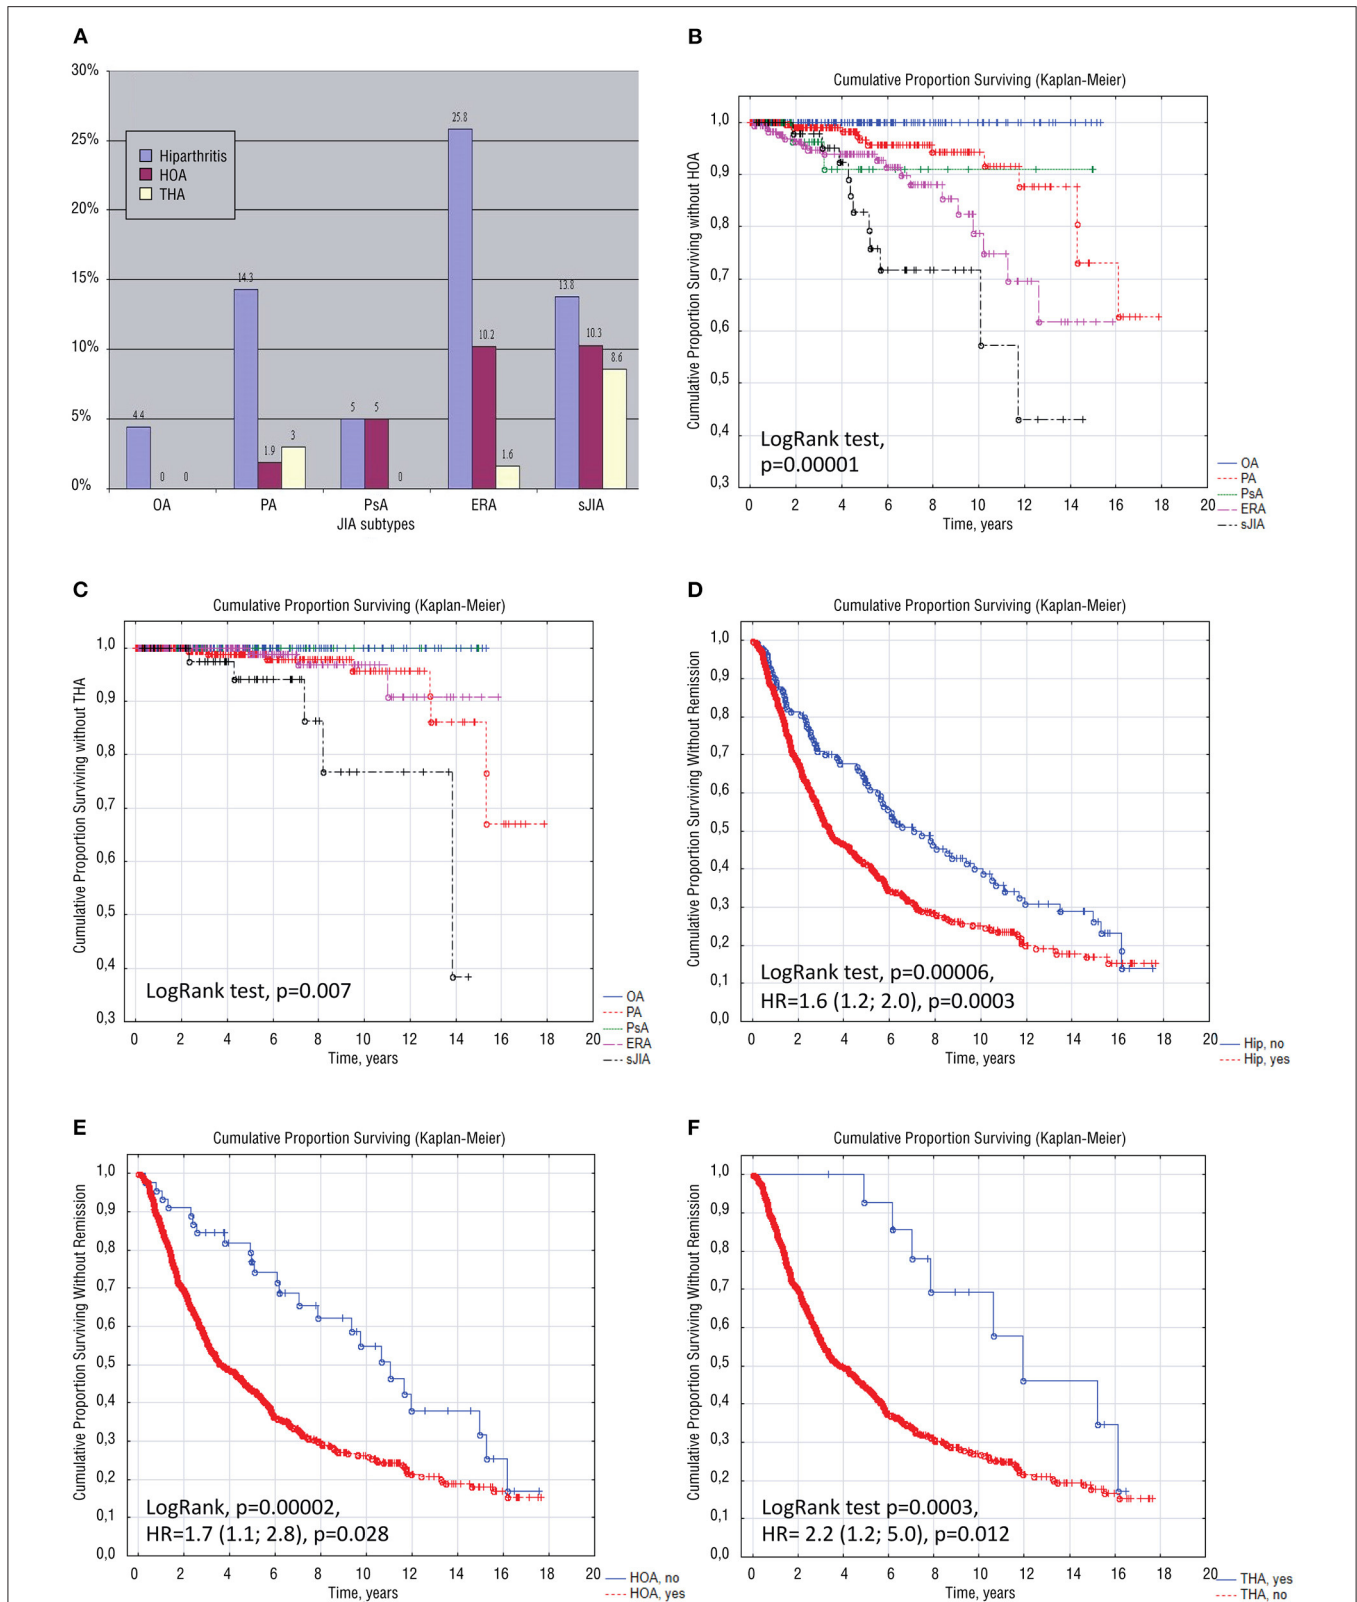 A
30%
25%
20%
15%
10%
5%
0%
Hiparthritis
HOA
THA
4.4
0
0
14.3
1.9
3
5
5
0
25.8
10.2
1.6
13.8
10.3
8.6
OA PA PsA ERA sJIA
JIA subtypes
B
Cumulative Proportion Surviving (Kaplan-Meier)
Cumulative Proportion Surviving without HOA
1,0
0,9
0,8
0,7
0,6
0,5
0,4
0,3
LogRank test,
p=0.00001
0 2 4 6 8 10 12 14 16 18 20
Time, years
OA
PA
PsA
ERA
sJIA
C
Cumulative Proportion Surviving (Kaplan-Meier)
Cumulative Proportion Surviving without THA
1,0
0,9
0,8
0,7
0,6
0,5
0,4
0,3
LogRank test, p=0.007
0 2 4 6 8 10 12 14 16 18 20
Time, years
OA
PA
PsA
ERA
sJIA
D
Cumulative Proportion Surviving (Kaplan-Meier)
Cumulative Proportion Surviving Without Remission
1,0
0,9
0,8
0,7
0,6
0,5
0,4
0,3
0,2
0,1
0,0
LogRank test, p=0.00006,
HR=1.6 (1.2; 2.0), p=0.0003
0 2 4 6 8 10 12 14 16 18 20
Time, years
Hip, no
Hip, yes
E
Cumulative Proportion Surviving (Kaplan-Meier)
Cumulative Proportion Surviving Without Remission
1,0
0,9
0,8
0,7
0,6
0,5
0,4
0,3
0,2
0,1
0,0
LogRank, p=0.00002,
HR=1.7 (1.1; 2.8), p=0.028
0 2 4 6 8 10 12 14 16 18 20
Time, years
HOA, no
HOA, yes
F
Cumulative Proportion Surviving (Kaplan-Meier)
Cumulative Proportion Surviving Without Remission
1,0
0,9
0,8
0,7
0,6
0,5
0,4
0,3
0,2
0,1
0,0
LogRank test p=0.0003,
HR= 2.2 (1.2; 5.0), p=0.012
0 2 4 6 8 10 12 14 16 18 20
Time, years
THA, yes
THA, no